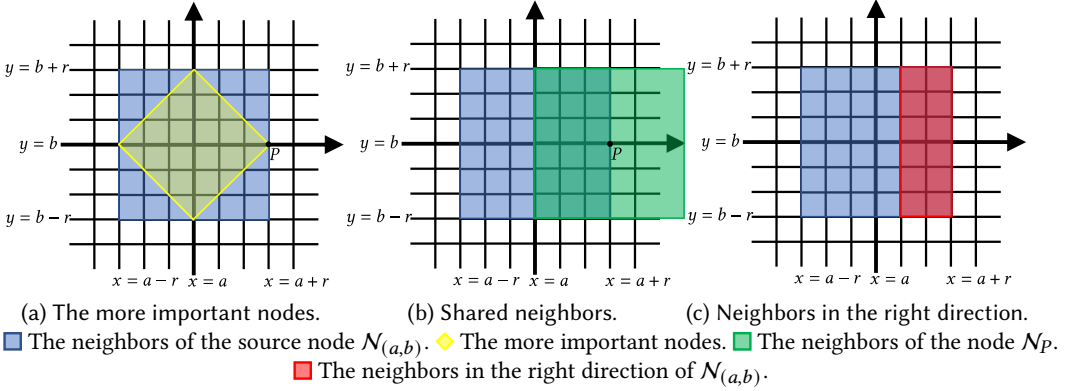 y = b + r
y = b
y = b − r
P
x = a − r x = a x = a + r
(a) The more important nodes.
y = b + r
y = b
y = b − r
P
x = a − r x = a x = a + r
(b) Shared neighbors.
y = b + r
y = b
y = b − r
x = a − r x = a x = a + r
(c) Neighbors in the right direction.
The neighbors of the source node 𝒩(a,b). The more important nodes. The neighbors of the node 𝒩P.
The neighbors in the right direction of 𝒩(a,b).